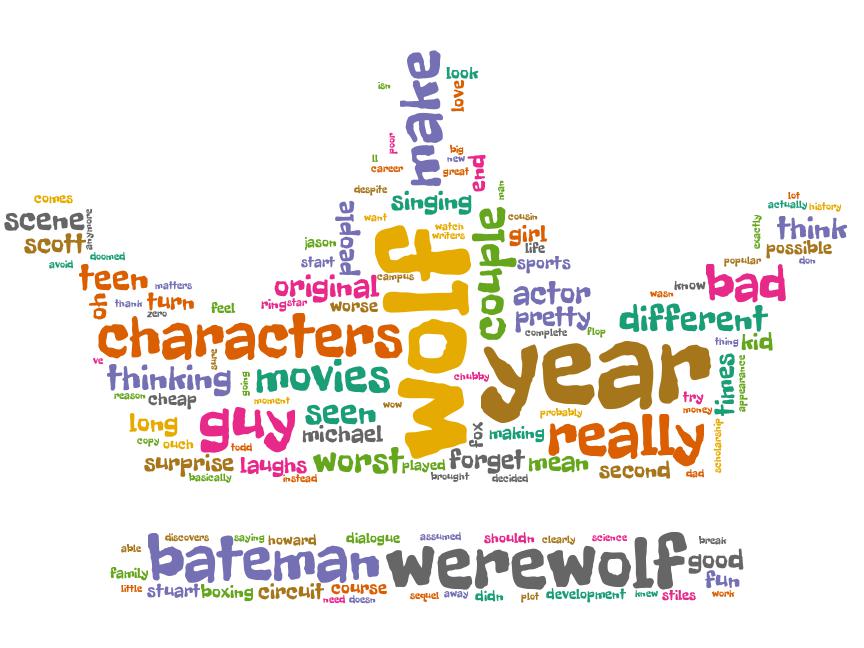 make
look
isn
love
poor
big
ll
new
end
career
great
despite
man
comes
scene
anymore
scott
singing
want
people
couple
cousin
watch
writers
girl
lot
actually
history
exactly
think
possible
jason
life
avoid
doomed
start
sports
popular
don
teen
matters
campus
wolf
original
know
bad
wasn
oh
thank
turn
zero
feel
ring
star
worse
actor
pretty
complete
flop
different
characters
year
thing
kid
ve
sure
thinking
going
movies
chubby
times
appearance
reason
cheap
moment
wow
try
money
long
guy
seen
michael
probably
copy
ouch
todd
fox
making
really
scholarship
surprise
laughs
worst
played
forget
mean
second
dad
basically
instead
brought
decided
discovers
saying
howard
dialogue
assumed
shouldn
clearly
science
break
able
bateman
werewolf
good
family
fun
little
stuart
boxing
circuit
course
need
doesn
sequel
away
didn
plot
development
knew
stiles
work